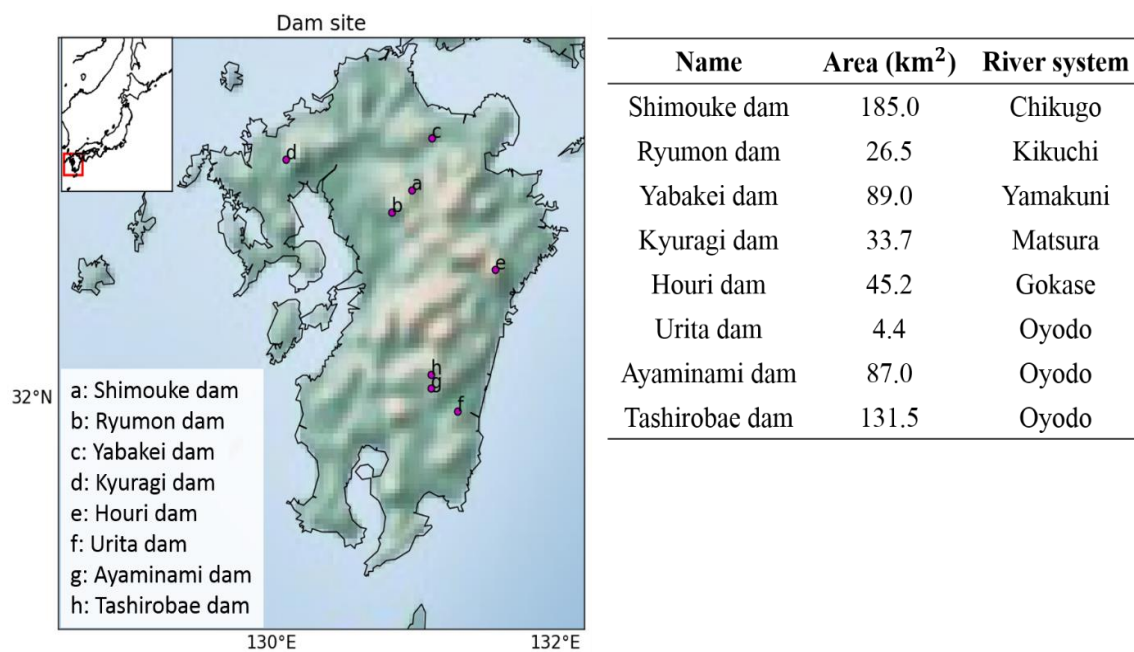 Dam site
d
c
a
b
e
h
g
f
32°N
a: Shimouke dam
b: Ryumon dam
c: Yabakei dam
d: Kyuragi dam
e: Houri dam
f: Urita dam
g: Ayaminami dam
h: Tashirobae dam
130°E 132°E
Name Area (km²) River system
Shimouke dam 185.0 Chikugo
Ryumon dam 26.5 Kikuchi
Yabakei dam 89.0 Yamakuni
Kyuragi dam 33.7 Matsura
Houri dam 45.2 Gokase
Urita dam 4.4 Oyodo
Ayaminami dam 87.0 Oyodo
Tashirobae dam 131.5 Oyodo